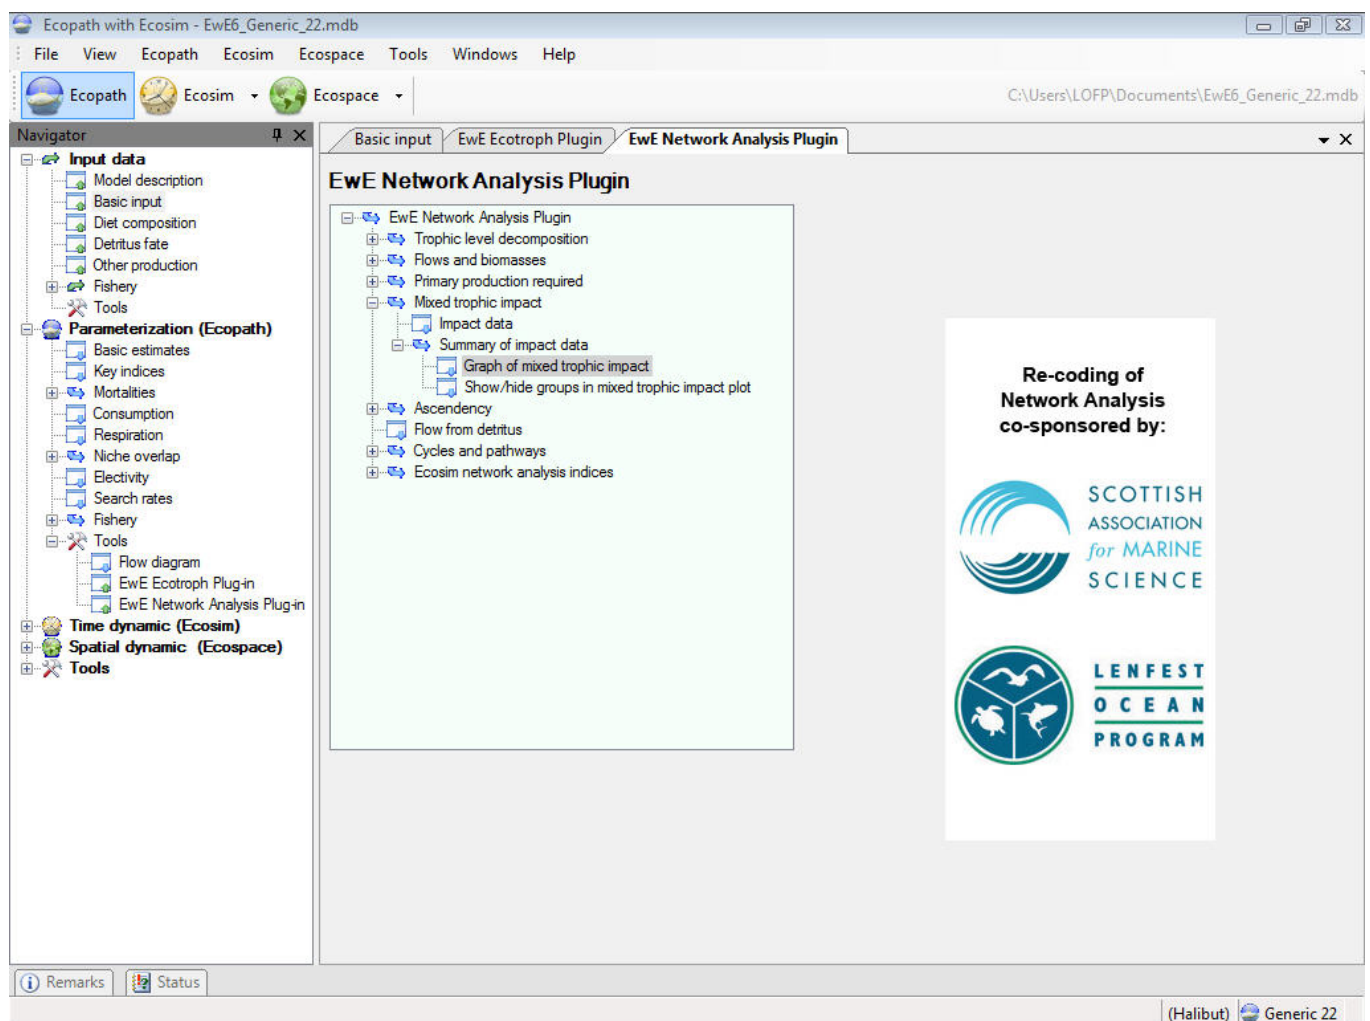 Ecopath with Ecosim - EwE6_Generic_22.mdb
File View Ecopath Ecosim Ecospace Tools Windows Help
Ecopath Ecosim Ecospace C:\Users\LOFP\Documents\EwE6_Generic_22.mdb
Navigator
Input data
Model description
Basic input
Diet composition
Detritus fate
Other production
Fishery
Tools
Parameterization (Ecopath)
Basic estimates
Key indices
Mortalities
Consumption
Respiration
Niche overlap
Electivity
Search rates
Fishery
Tools
Flow diagram
EwE Ecotroph Plug-in
EwE Network Analysis Plug-in
Time dynamic (Ecosim)
Spatial dynamic (Ecospace)
Tools
Basic input EwE Ecotroph Plugin EwE Network Analysis Plugin
EwE Network Analysis Plugin
EwE Network Analysis Plugin
Trophic level decomposition
Flows and biomasses
Primary production required
Mixed trophic impact
Impact data
Summary of impact data
Graph of mixed trophic impact
Show/hide groups in mixed trophic impact plot
Ascendency
Flow from detritus
Cycles and pathways
Ecosim network analysis indices
Re-coding of
Network Analysis
co-sponsored by:
SCOTTISH
ASSOCIATION
for MARINE
SCIENCE
LENFEST
OCEAN
PROGRAM
Remarks Status
(Halibut) Generic 22